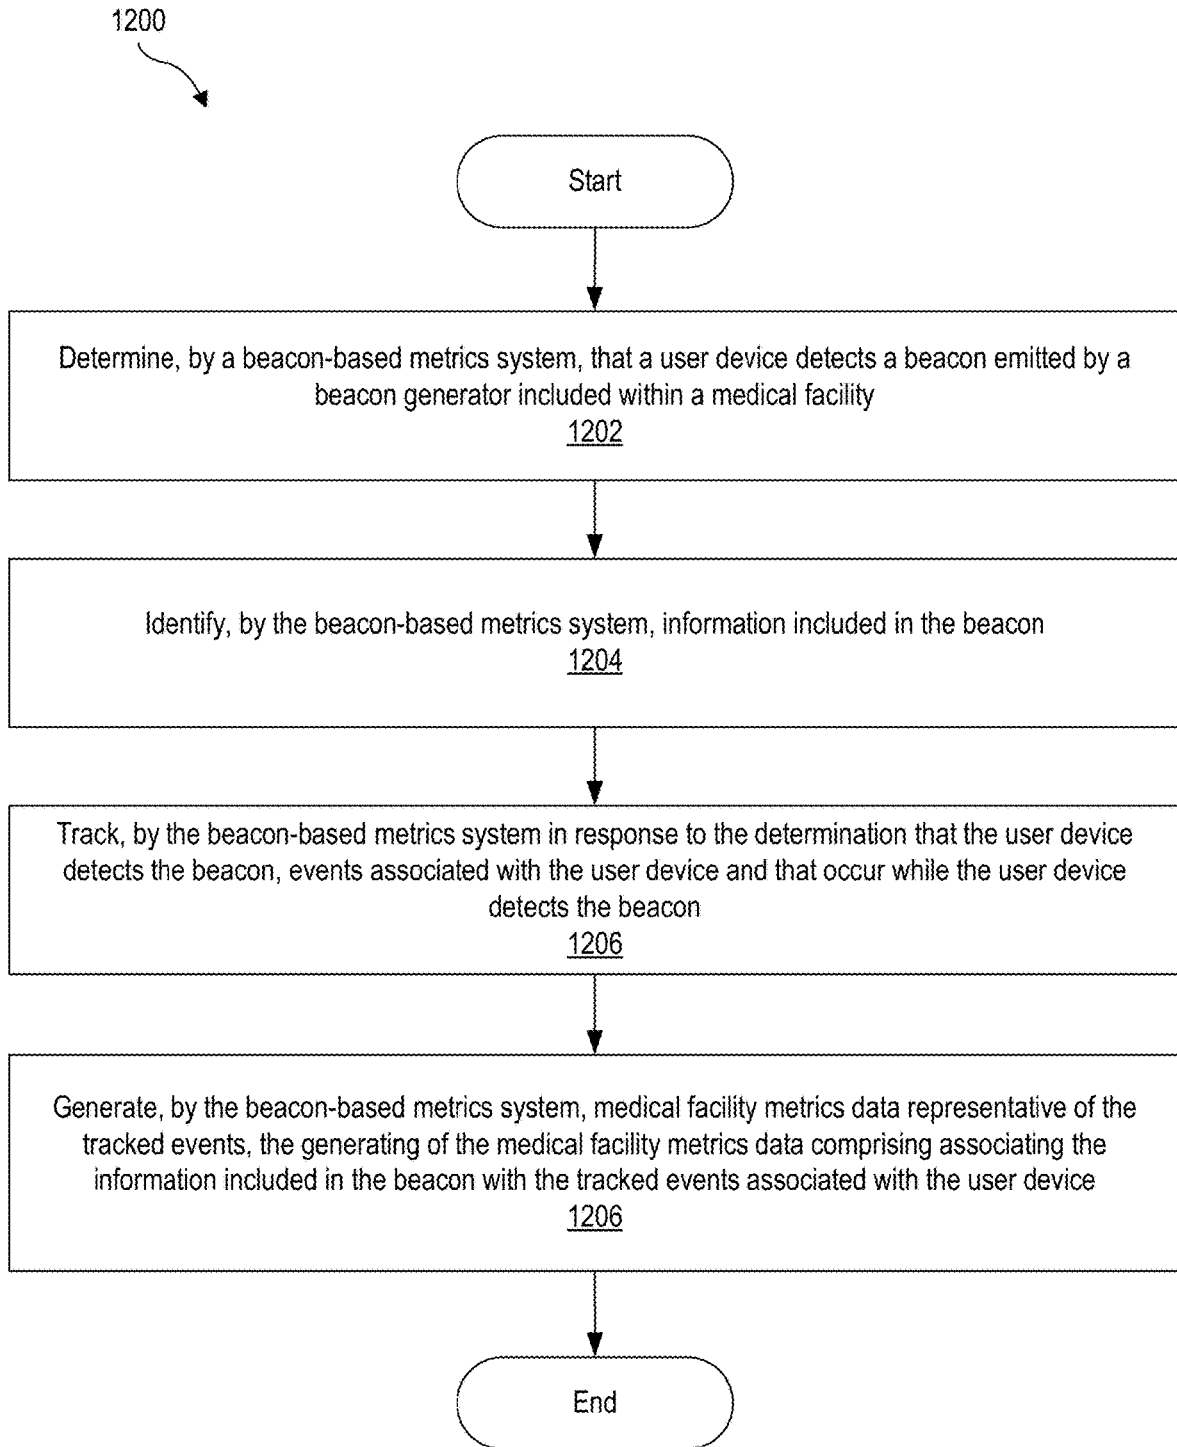 1200
Start
Determine, by a beacon-based metrics system, that a user device detects a beacon emitted by a
beacon generator included within a medical facility
1202
Identify, by the beacon-based metrics system, information included in the beacon
1204
Track, by the beacon-based metrics system in response to the determination that the user device
detects the beacon, events associated with the user device and that occur while the user device
detects the beacon
1206
Generate, by the beacon-based metrics system, medical facility metrics data representative of the
tracked events, the generating of the medical facility metrics data comprising associating the
information included in the beacon with the tracked events associated with the user device
1206
End